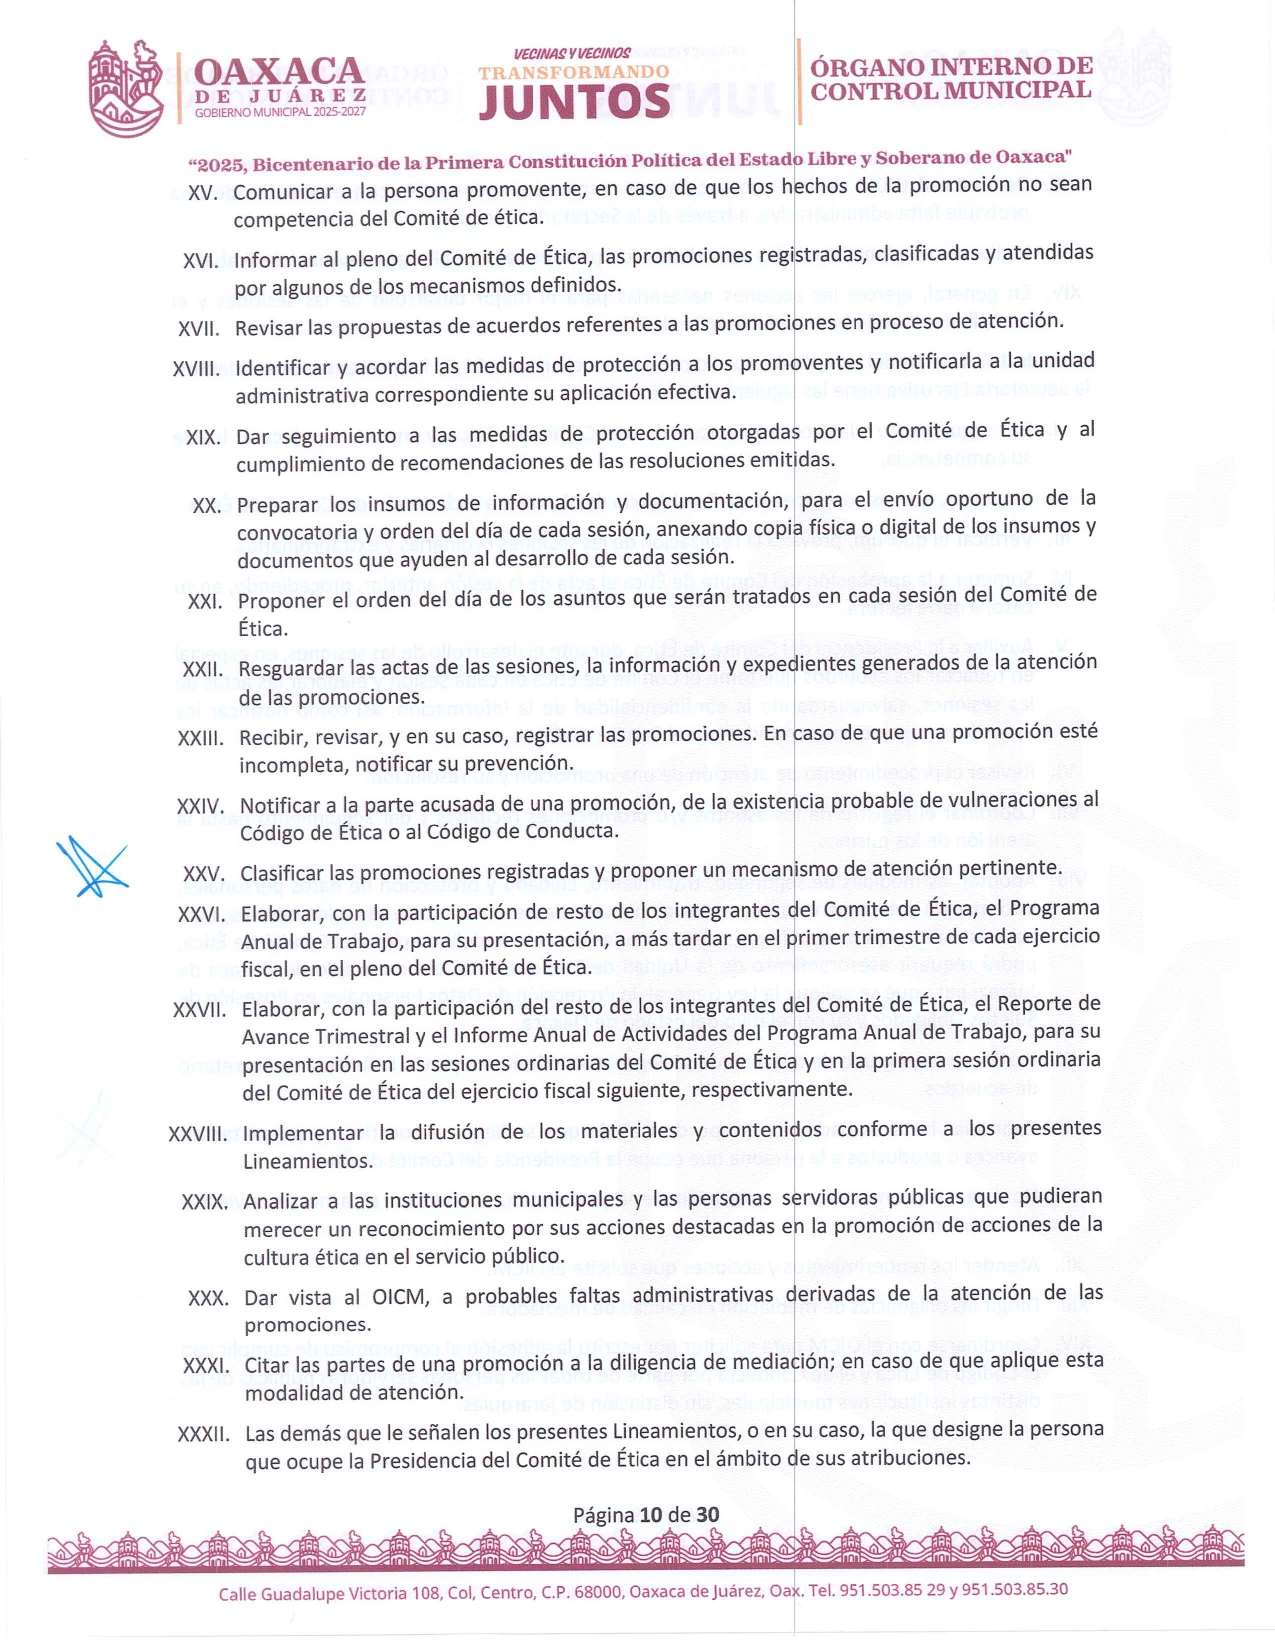 OAXACA
DE JUÁREZ
GOBIERNO MUNICIPAL 2025-2027
VECINAS Y VECINOS
TRANSFORMANDO
JUNTOS
ÓRGANO INTERNO DE
CONTROL MUNICIPAL
"2025, Bicentenario de la Primera Constitución Política del Estado Libre y Soberano de Oaxaca"
XV. Comunicar a la persona promovente, en caso de que los hechos de la promoción no sean
competencia del Comité de ética.
XVI. Informar al pleno del Comité de Ética, las promociones registradas, clasificadas y atendidas
por algunos de los mecanismos definidos.
XVII. Revisar las propuestas de acuerdos referentes a las promociones en proceso de atención.
XVIII. Identificar y acordar las medidas de protección a los promoventes y notificarla a la unidad
administrativa correspondiente su aplicación efectiva.
XIX. Dar seguimiento a las medidas de protección otorgadas por el Comité de Ética y al
cumplimiento de recomendaciones de las resoluciones emitidas.
XX. Preparar los insumos de información y documentación, para el envío oportuno de la
convocatoria y orden del día de cada sesión, anexando copia física o digital de los insumos y
documentos que ayuden al desarrollo de cada sesión.
XXI. Proponer el orden del día de los asuntos que serán tratados en cada sesión del Comité de
Ética.
XXII. Resguardar las actas de las sesiones, la información y expedientes generados de la atención
de las promociones.
XXIII. Recibir, revisar, y en su caso, registrar las promociones. En caso de que una promoción esté
incompleta, notificar su prevención.
XXIV. Notificar a la parte acusada de una promoción, de la existencia probable de vulneraciones al
Código de Ética o al Código de Conducta.
XXV. Clasificar las promociones registradas y proponer un mecanismo de atención pertinente.
XXVI. Elaborar, con la participación de resto de los integrantes del Comité de Ética, el Programa
Anual de Trabajo, para su presentación, a más tardar en el primer trimestre de cada ejercicio
fiscal, en el pleno del Comité de Ética.
XXVII. Elaborar, con la participación del resto de integrantes del Comité de Ética, el Reporte de
Avance Trimestral y el Informe Anual de Actividades del Programa Anual de Trabajo, para su
presentación en las sesiones ordinarias del Comité de Ética y en la primera sesión ordinaria
del Comité de Ética del ejercicio fiscal siguiente, respectivamente.
XXVIII. Implementar la difusión de los materiales y contenidos conforme a los presentes
Lineamientos.
XXIX. Analizar a las instituciones municipales y las personas servidoras públicas que pudieran
merecer un reconocimiento por sus acciones destacadas en la promoción de acciones de la
cultura ética en el servicio público.
XXX. Dar vista al OICM, a probables faltas administrativas derivadas de la atención de las
promociones.
XXXI. Citar las partes de una promoción a la diligencia de mediación; en caso de que aplique esta
modalidad de atención.
XXXII. Las demás que le señalen los presentes Lineamientos, o en su caso, la que designe la persona
que ocupe la Presidencia del Comité de Ética en el ámbito de sus atribuciones.
Página 10 de 30
Calle Guadalupe Victoria 108, Col, Centro, C.P. 68000, Oaxaca de Juárez, Oax. Tel. 951.503.85 29 y 951.503.85.30